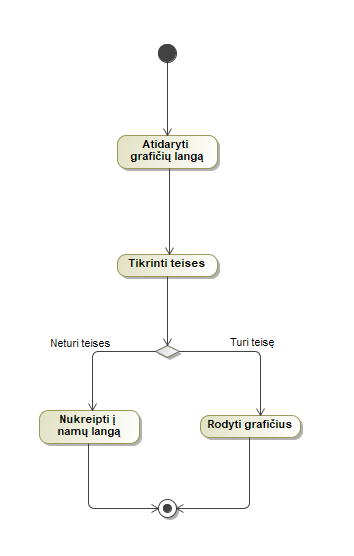 Atidaryti
grafičių langą
Tikrinti teises
Neturi teises
Turi teisę
Nukreipti į
namų langą
Rodyti grafičius